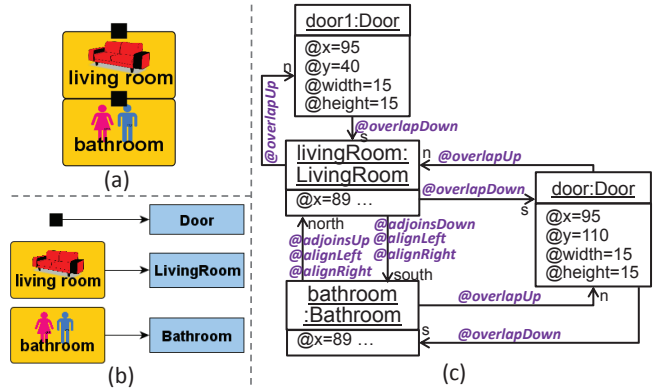 living room
bathroom
(a)
Door
living room
LivingRoom
bathroom
Bathroom
(b)
door1:Door
@x=95
@y=40
@width=15
@height=15
n
@overlapUp
@overlapDown
s
livingRoom:
LivingRoom
@x=89 ...
n
@overlapUp
@overlapDown
s
door:Door
@x=95
@y=110
@width=15
@height=15
north
@adjoinsUp
@alignLeft
@alignRight
@adjoinsDown
@alignLeft
@alignRight
south
bathroom
:Bathroom
@x=89 ...
@overlapUp
n
s
@overlapDown
(c)